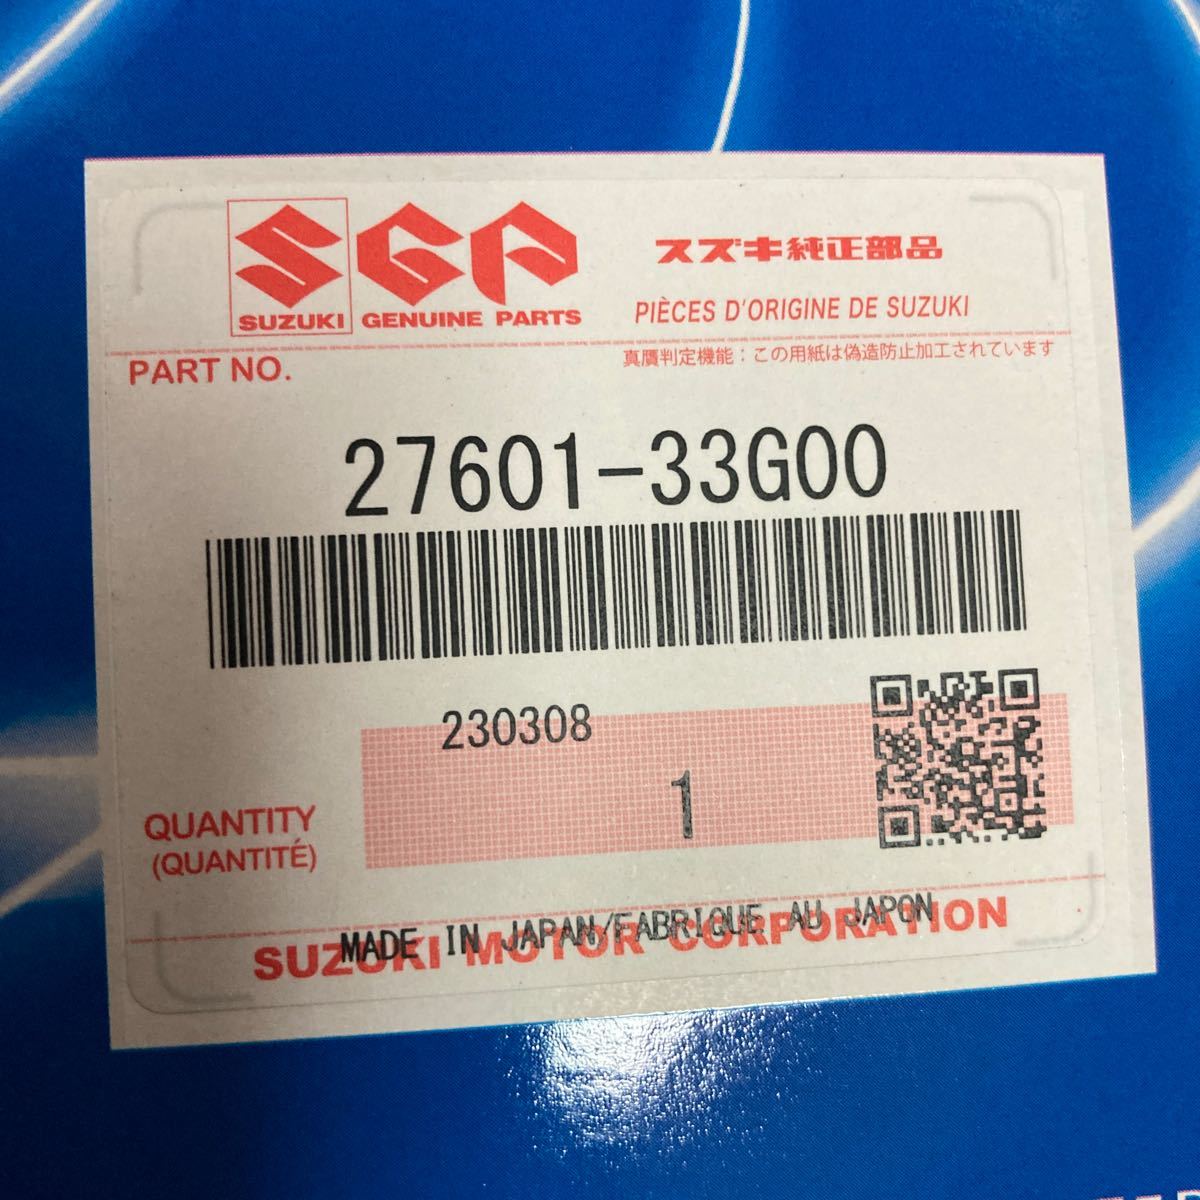 SGP
スズキ純正部品
SUZUKI GENUINE PARTS
PIÈCES D'ORIGINE DE SUZUKI
PART NO.
真贋判定機能：この用紙は偽造防止加工されています
27601-33G00
230308
1
QUANTITY
(QUANTITÉ)
MADE IN JAPAN/FABRIQUE AU JAPON
SUZUKI MOTOR CORPORATION